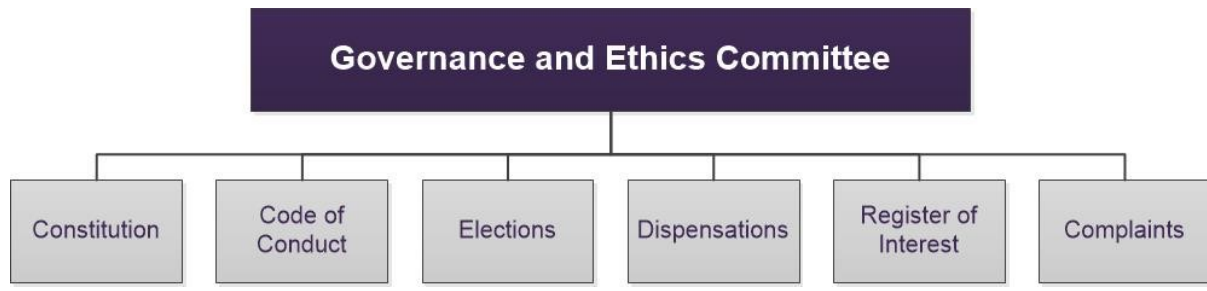 Governance and Ethics Committee
Constitution
Code of
Conduct
Elections
Dispensations
Register of
Interest
Complaints